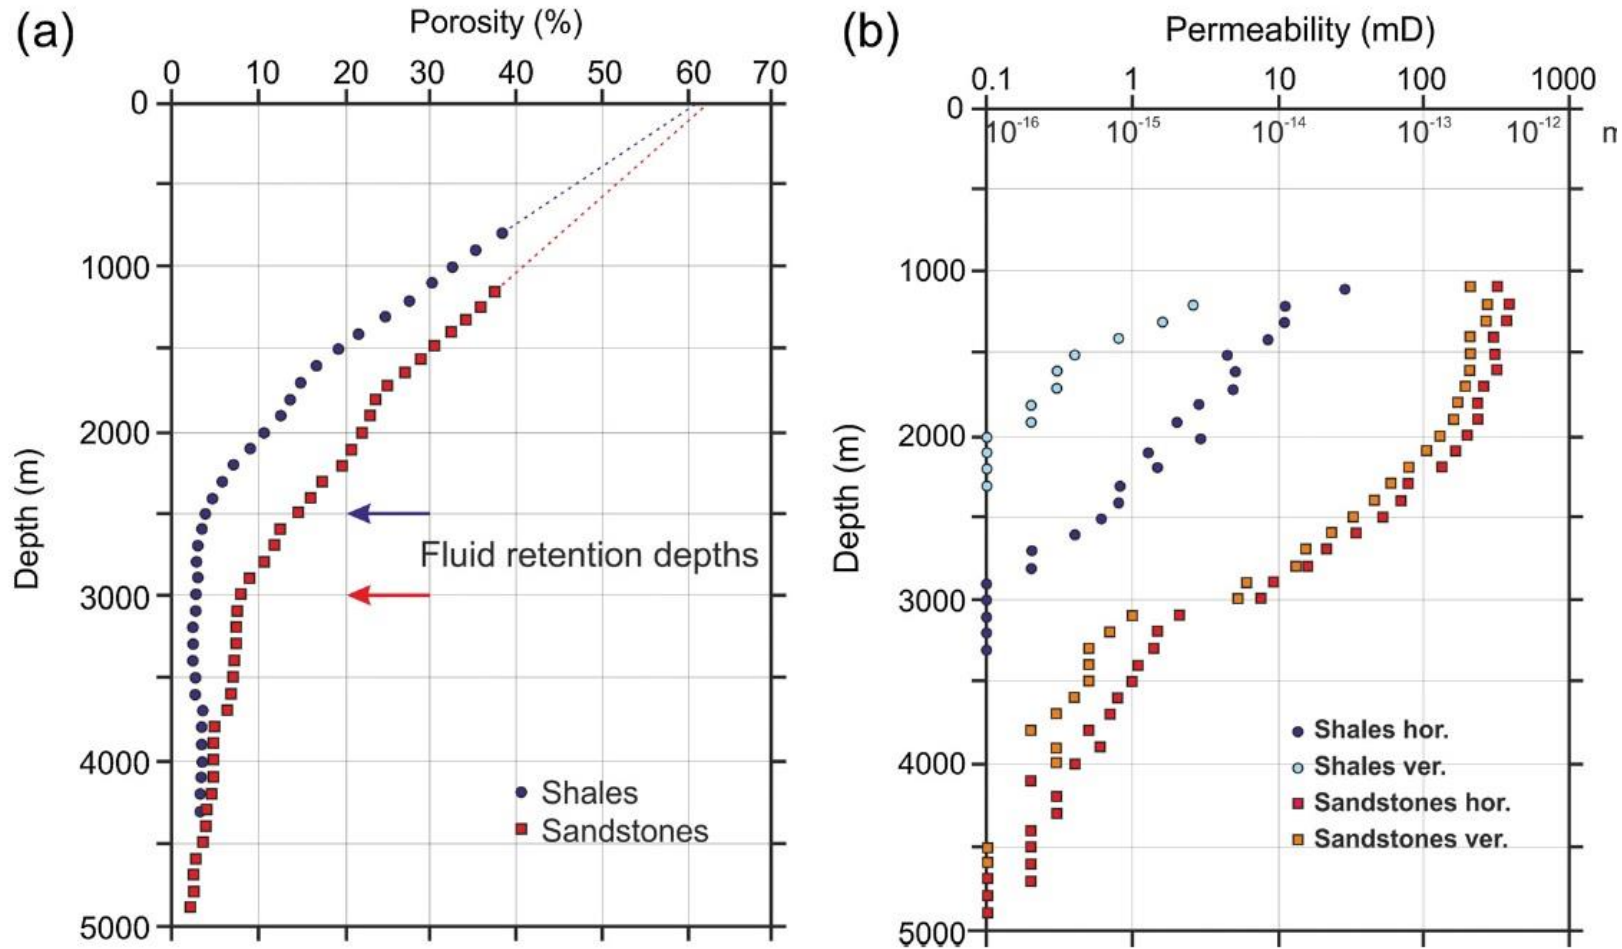 (a)
Porosity (%)
0 10 20 30 40 50 60 70
0
1000
2000
3000
4000
5000
Depth (m)
Fluid retention depths
Shales
Sandstones
(b)
Permeability (mD)
0.1 1 10 100 1000
10⁻¹⁶ 10⁻¹⁵ 10⁻¹⁴ 10⁻¹³ 10⁻¹²
0
1000
2000
3000
4000
5000
Depth (m)
Shales hor.
Shales ver.
Sandstones hor.
Sandstones ver.